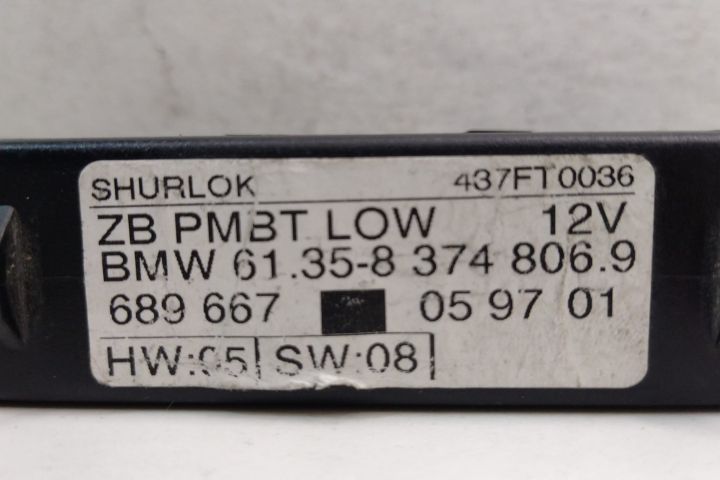 SHURLOK 437FT0036
ZB PMBT LOW 12V
BMW 61.35-8 374 806.9
689 667 05 97 01
HW:05 SW:08